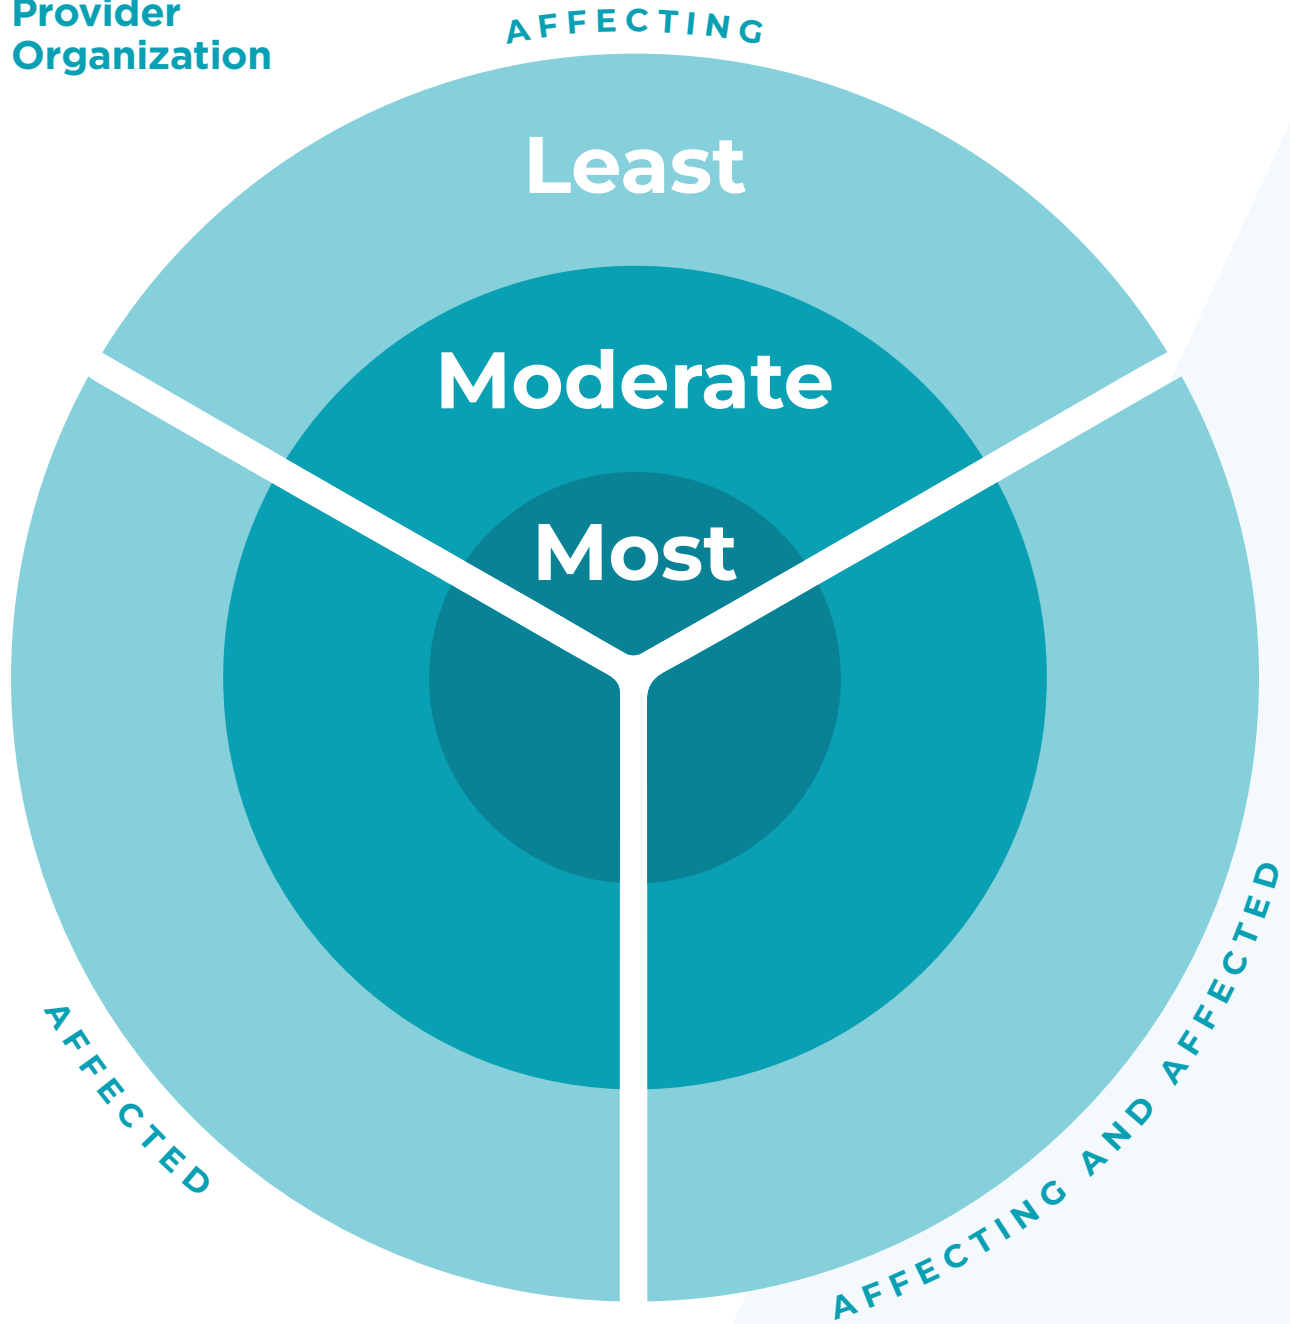 Provider
Organization
AFFECTING
Least
Moderate
Most
AFFECTED
AFFECTING AND AFFECTED